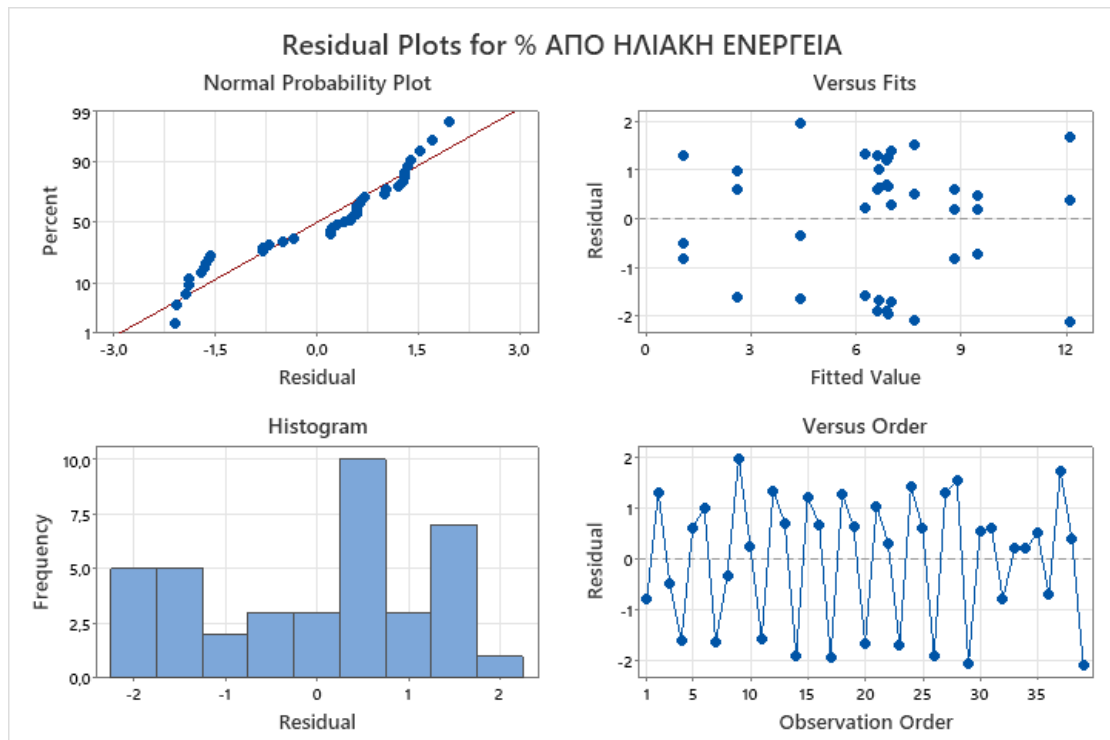 Residual Plots for % ΑΠΟ ΗΛΙΑΚΗ ΕΝΕΡΓΕΙΑ
Normal Probability Plot
99
90
50
10
1
Percent
-3,0 -1,5 0,0 1,5 3,0
Residual
Versus Fits
2
1
0
-1
-2
Residual
0 3 6 9 12
Fitted Value
Histogram
10,0
7,5
5,0
2,5
0,0
Frequency
-2 -1 0 1 2
Residual
Versus Order
2
1
0
-1
-2
Residual
1 5 10 15 20 25 30 35
Observation Order